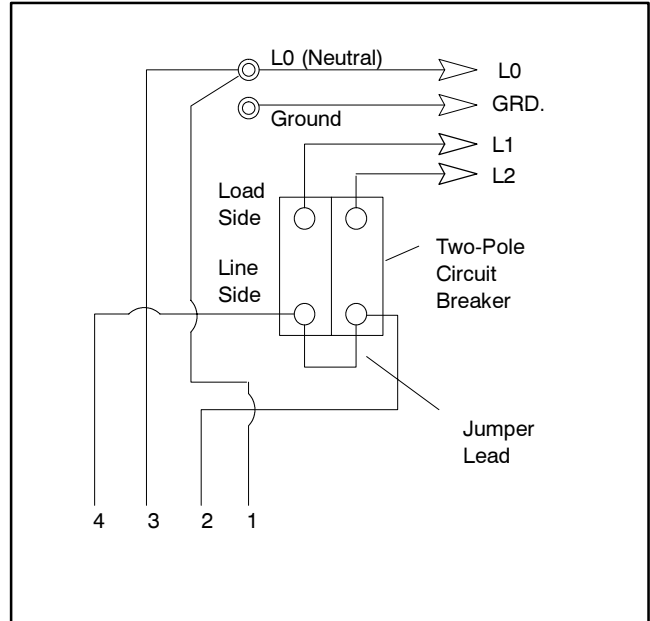 L0 (Neutral)
L0
GRD.
Ground
L1
L2
Load
Side
Two-Pole
Circuit
Breaker
Line
Side
Jumper
Lead
4 3 2 1